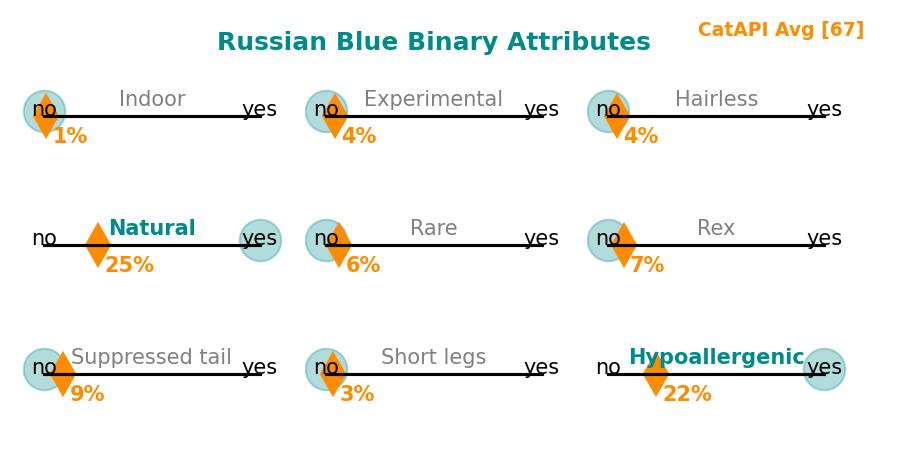 Russian Blue Binary Attributes
CatAPI Avg [67]
no Indoor yes
1%
no Experimental yes
4%
no Hairless yes
4%
no Natural yes
25%
no Rare yes
6%
no Rex yes
7%
no Suppressed tail yes
9%
no Short legs yes
3%
no Hypoallergenic yes
22%